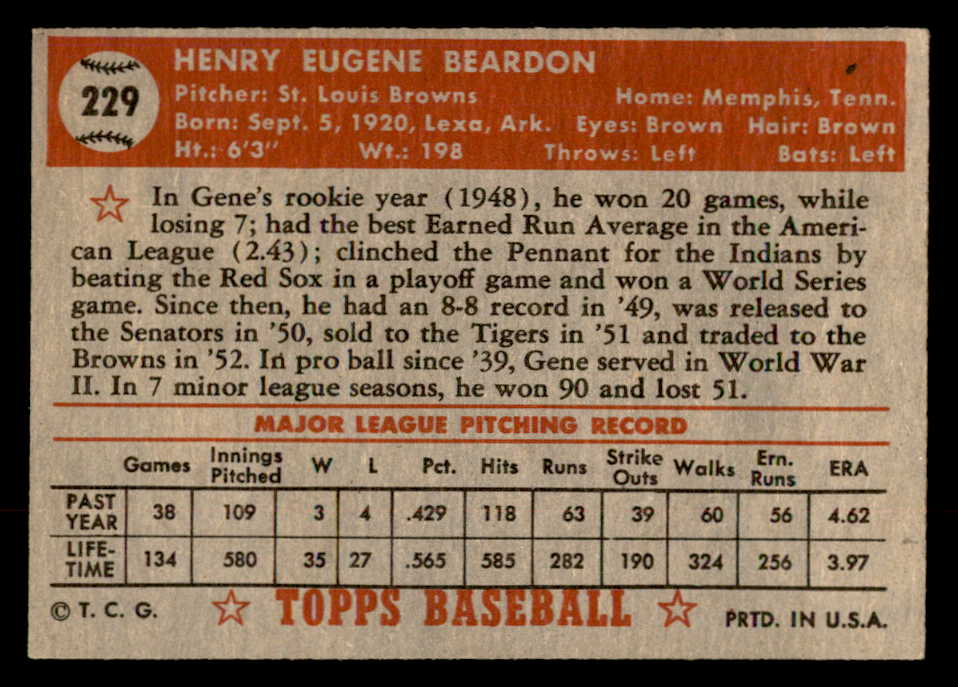 229
HENRY EUGENE BEARDON
Pitcher: St. Louis Browns Home: Memphis, Tenn.
Born: Sept. 5, 1920, Lexa, Ark. Eyes: Brown Hair: Brown
Ht.: 6'3" Wt.: 198 Throws: Left Bats: Left
In Gene's rookie year (1948), he won 20 games, while
losing 7; had the best Earned Run Average in the Ameri-
can League (2.43); clinched the Pennant for the Indians by
beating the Red Sox in a playoff game and won a World Series
game. Since then, he had an 8-8 record in '49, was released to
the Senators in '50, sold to the Tigers in '51 and traded to the
Browns in '52. In pro ball since '39, Gene served in World War
II. In 7 minor league seasons, he won 90 and lost 51.
MAJOR LEAGUE PITCHING RECORD
Games Innings Pitched W L Pct. Hits Runs Strike Outs Walks Ern. Runs ERA
PAST YEAR 38 109 3 4 .429 118 63 39 60 56 4.62
LIFE-TIME 134 580 35 27 .565 585 282 190 324 256 3.97
© T. C. G. TOPPS BASEBALL PRTD. IN U.S.A.